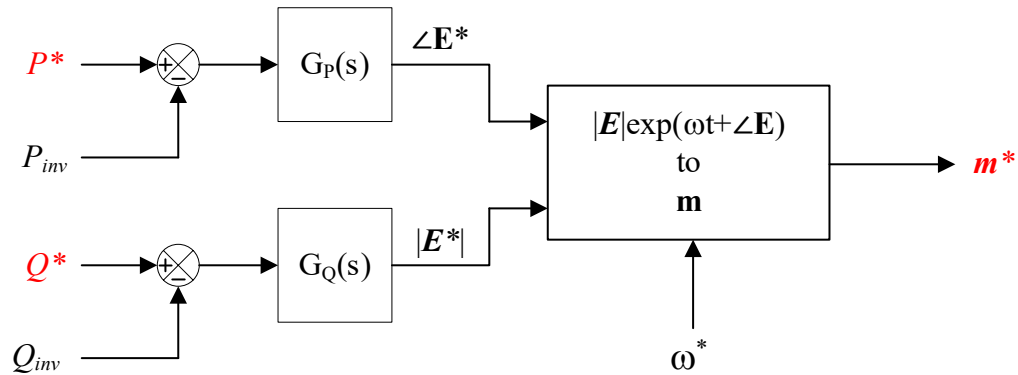 P*
+
−
G_P(s)
∠E*
P_inv
|E|exp(ωt+∠E)
to
m
m*
Q*
+
−
G_Q(s)
|E*|
Q_inv
ω*